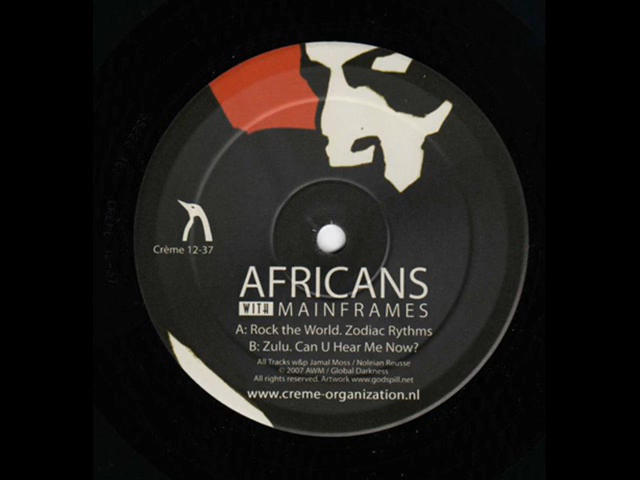 Crème 12-37
AFRICANS
WITH MAINFRAMES
A: Rock the World. Zodiac Rythms
B: Zulu. Can U Hear Me Now?
All Tracks w&p Jamal Moss / Noleian Reusse
© 2007 AWM / Global Darkness
All rights reserved. Artwork www.godspill.net
www.creme-organization.nl